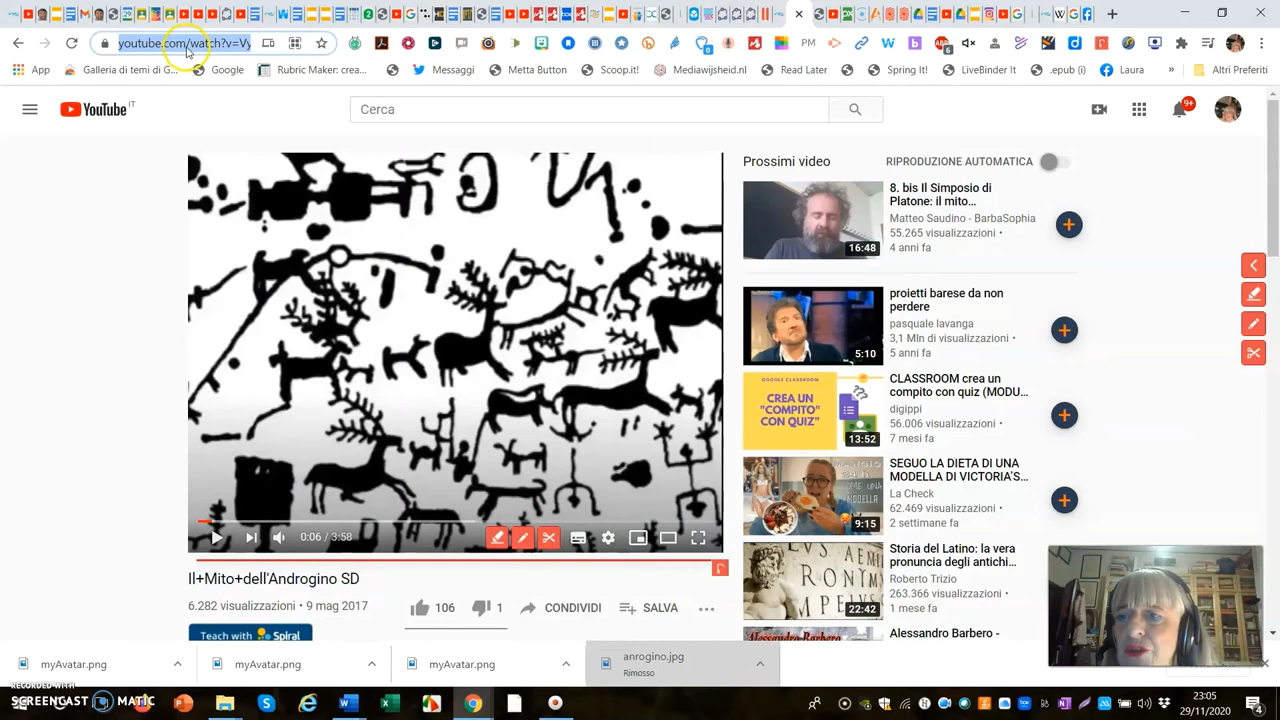 youtube.com/watch?v=Vy
PM
6
App
Galleria di temi di G...
Google
Rubric Maker: crea...
Messaggi
Metta Button
Scoop.it!
Mediawijsheid.nl
Read Later
Spring It!
LiveBinder It
.epub (i)
Laura
»
Altri Preferiti
YouTube IT
Cerca
9+
Prossimi video
RIPRODUZIONE AUTOMATICA
8. bis Il Simposio di
Platone: il mito...
Matteo Saudino - BarbaSophia
55.265 visualizzazioni •
4 anni fa
16:48
proietti barese da non
perdere
pasquale lavanga
3,1 Mln di visualizzazioni •
5 anni fa
5:10
GOOGLE CLASSROOM
CREA UN
"COMPITO"
CON QUIZ"
13:52
CLASSROOM crea un
compito con quiz (MODU...
digippi
56.006 visualizzazioni •
7 mesi fa
SEGUO LA DIETA DI UNA
MODELLA DI VICTORIA'S...
La Check
62.469 visualizzazioni •
2 settimane fa
9:15
Storia del Latino: la vera
pronuncia degli antichi...
Roberto Trizio
263.366 visualizzazioni •
1 mese fa
22:42
Alessandro Barbero -
0:06 / 3:58
Il+Mito+dell'Androgino SD
6.282 visualizzazioni • 9 mag 2017
106
1
CONDIVIDI
SALVA
Teach with Spiral
myAvatar.png
myAvatar.png
myAvatar.png
anrogino.jpg
Rimosso
RECORDED WITH
SCREENCAST MATIC
23:05
29/11/2020
4